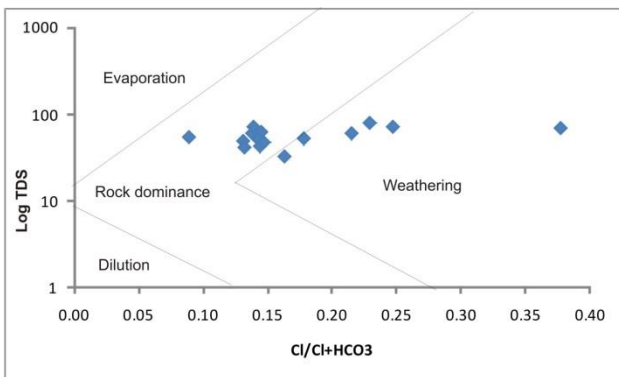 1000
100
10
1
Log TDS
Evaporation
Rock dominance
Weathering
Dilution
0.00 0.05 0.10 0.15 0.20 0.25 0.30 0.35 0.40
Cl/Cl+HCO3